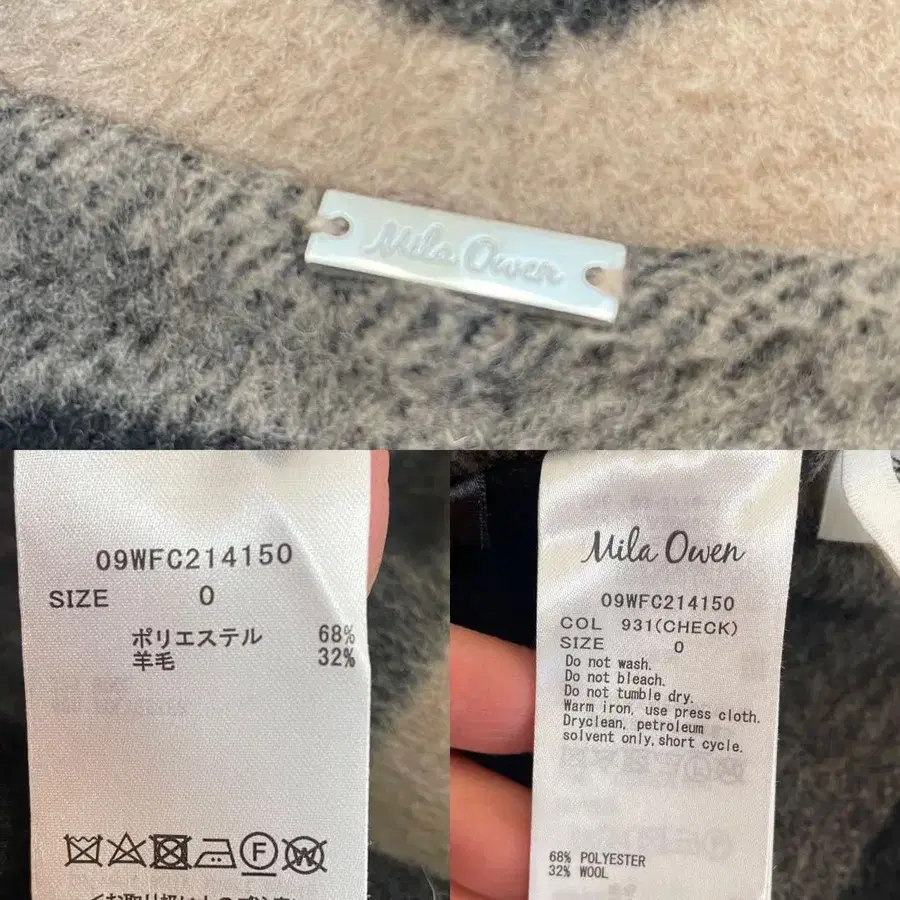 Mila Owen
09WFC214150
SIZE 0
ポリエステル 68%
羊毛 32%
F
W
Mila Owen
09WFC214150
COL 931(CHECK)
SIZE 0
Do not wash.
Do not bleach.
Do not tumble dry.
Warm iron, use press cloth.
Dryclean, petroleum
solvent only,short cycle.
68% POLYESTER
32% WOOL